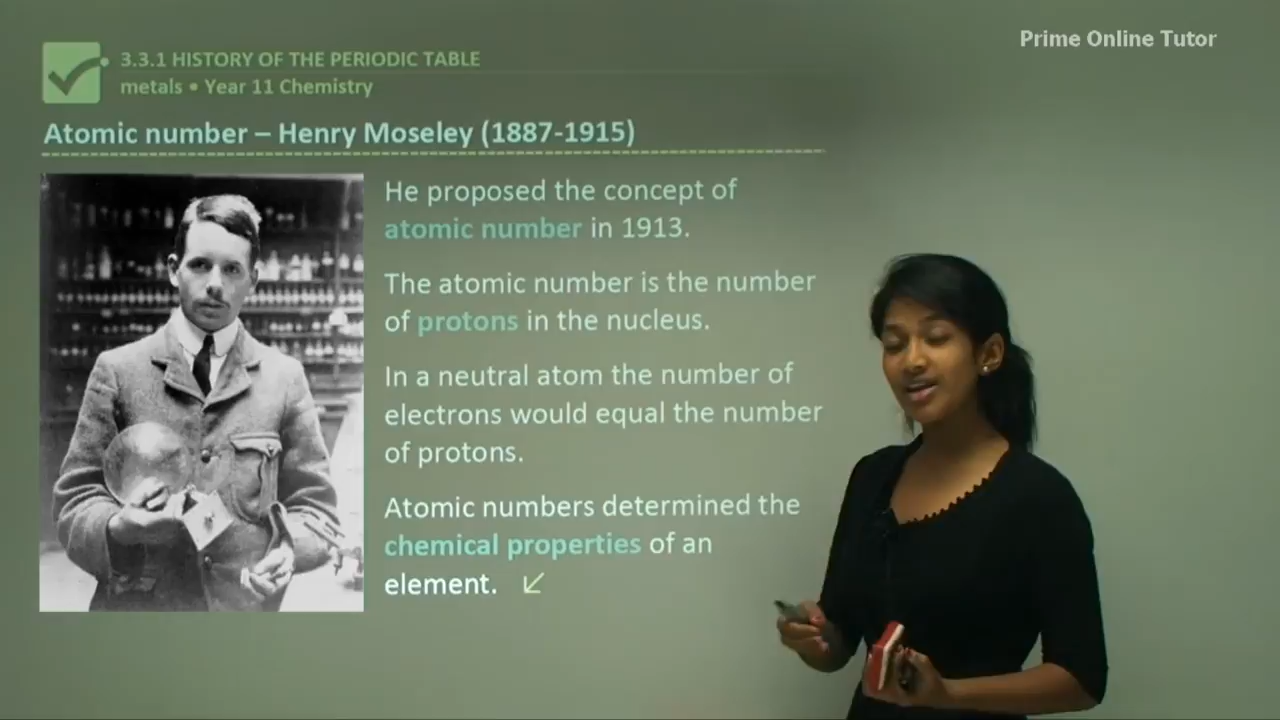 Prime Online Tutor
3.3.1 HISTORY OF THE PERIODIC TABLE
metals • Year 11 Chemistry
Atomic number – Henry Moseley (1887-1915)
He proposed the concept of
atomic number in 1913.
The atomic number is the number
of protons in the nucleus.
In a neutral atom the number of
electrons would equal the number
of protons.
Atomic numbers determined the
chemical properties of an
element.